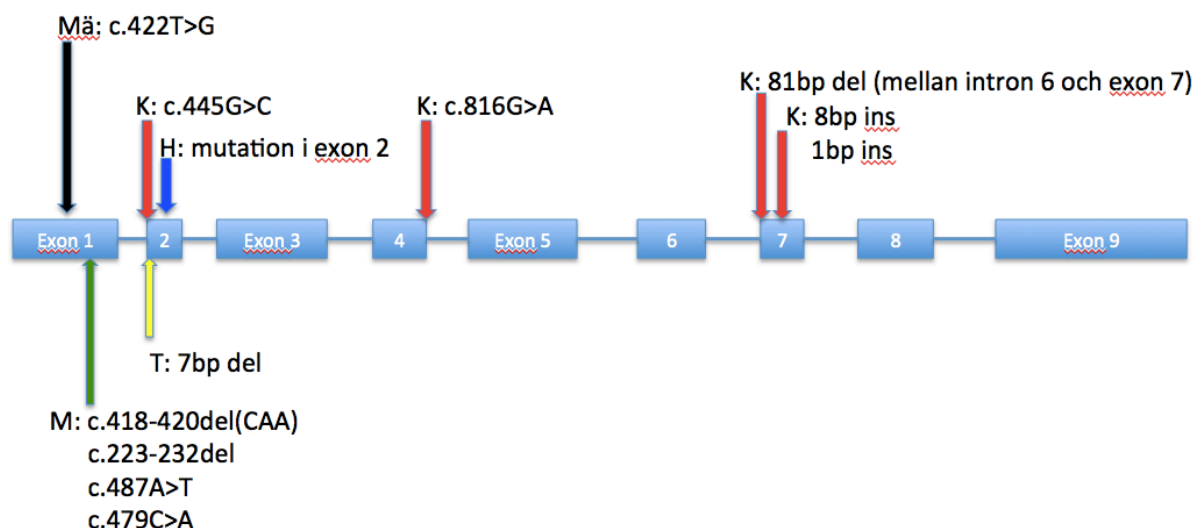 Mä: c.422T>G
K: 81bp del (mellan intron 6 och exon 7)
K: c.445G>C
K: c.816G>A
K: 8bp ins
H: mutation i exon 2
1bp ins
Exon 1
2
Exon 3
4
Exon 5
6
7
8
Exon 9
T: 7bp del
M: c.418-420del(CAA)
c.223-232del
c.487A>T
c.479C>A